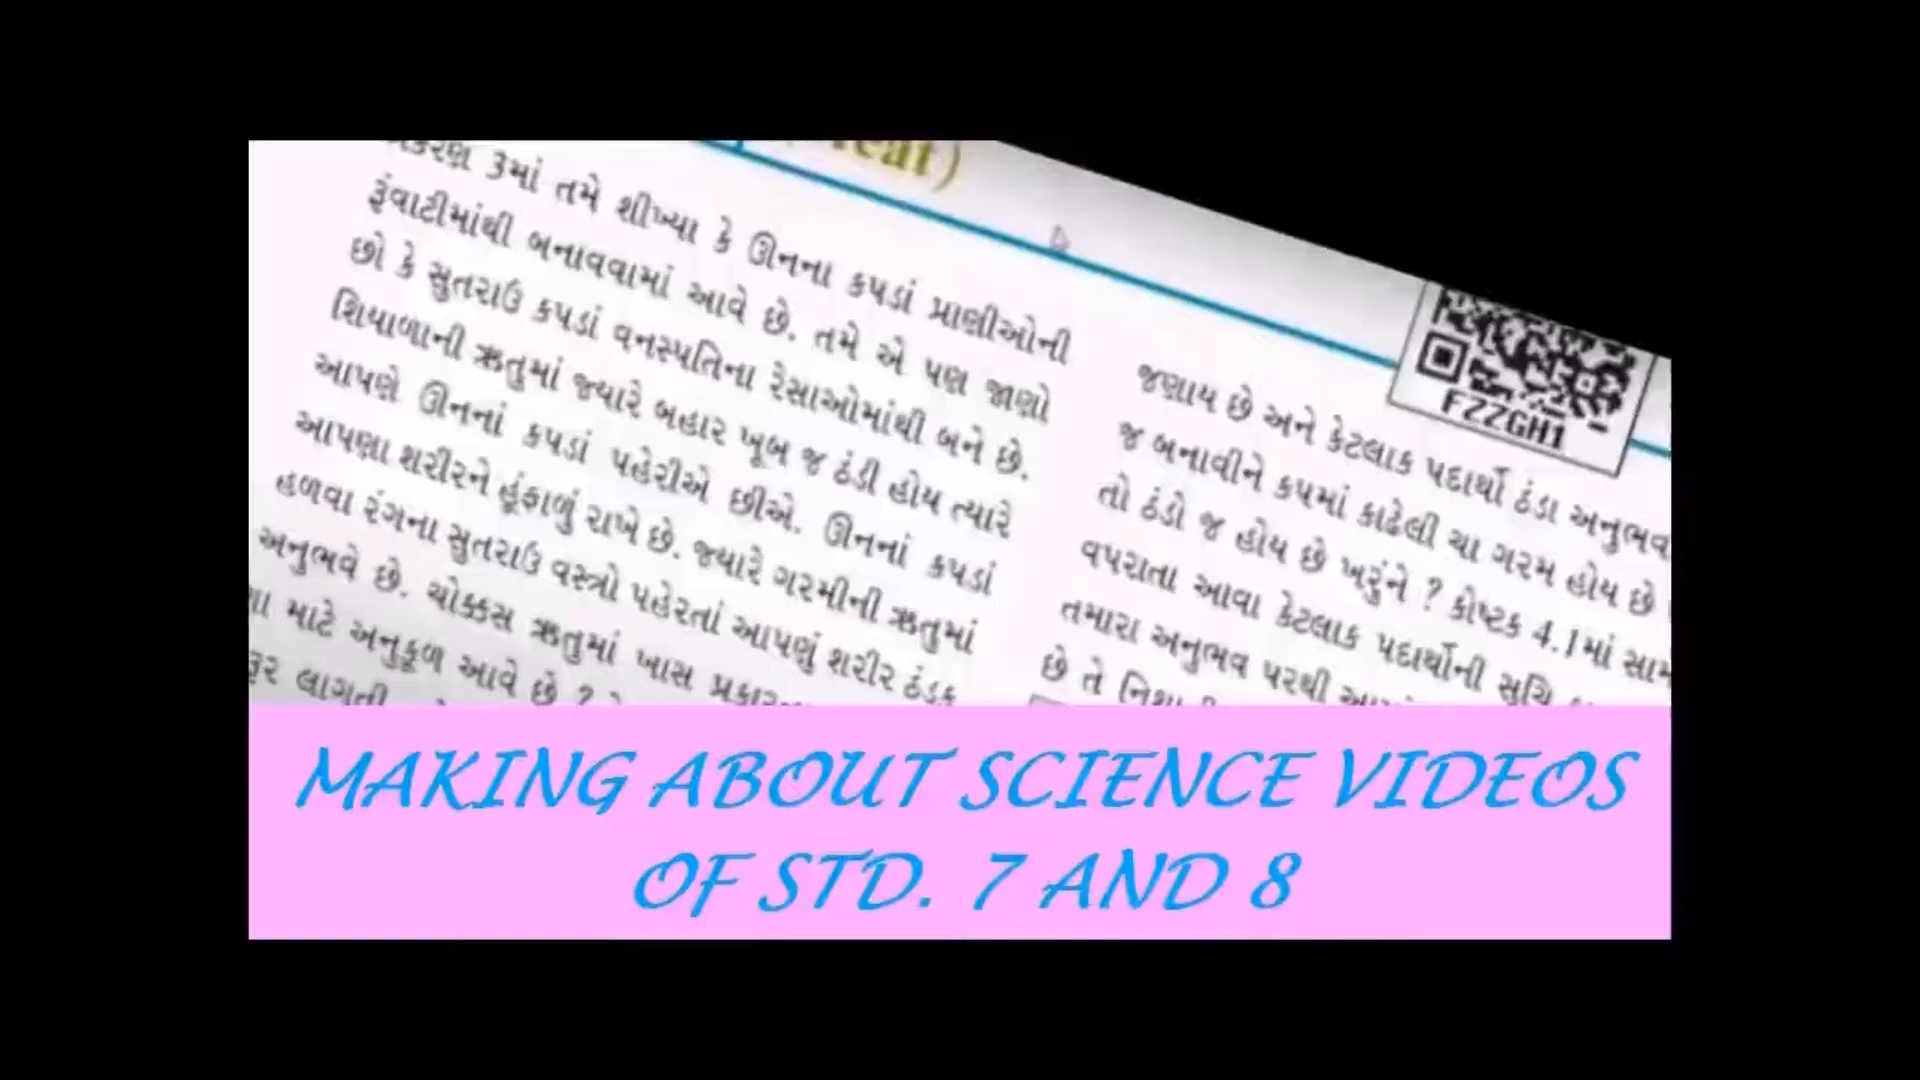 eat)
FZZGH1
3માં તમે શીખ્યા કે ઊનના કપડાં પ્રાણીઓની
રૂંવાટીમાંથી બનાવવામાં આવે છે. તમે એ પણ જાણો
છો કે સુતરાઉ કપડાં વનસ્પતિના રેસાઓમાંથી બને છે.
શિયાળાની ઋતુમાં જ્યારે બહાર ખૂબ જ ઠંડી હોય ત્યારે
આપણે ઊનનાં કપડાં પહેરીએ છીએ. ઊનનાં કપડાં
આપણા શરીરને હૂંફાળું રાખે છે. જ્યારે ગરમીની ઋતુમાં
હળવા રંગના સુતરાઉ વસ્ત્રો પહેરતાં આપણું શરીર ઠંડક
અનુભવે છે. ચોક્કસ ઋતુમાં ખાસ
માટે અનુકૂળ આવે છે ?
લાગતી
જણાય છે અને કેટલાક પદાર્થો ઠંડા અનુભવ
જ બનાવીને કપમાં કાઢેલી ચા ગરમ હોય છે
તો ઠંડો જ હોય છે ખરુંને ? કોષ્ટક 4.1માં સામ
વપરાતા આવા કેટલાક પદાર્થોની સૂચિ
તમારા અનુભવ પરથી
છે તે
MAKING ABOUT SCIENCE VIDEOS
OF STD. 7 AND 8